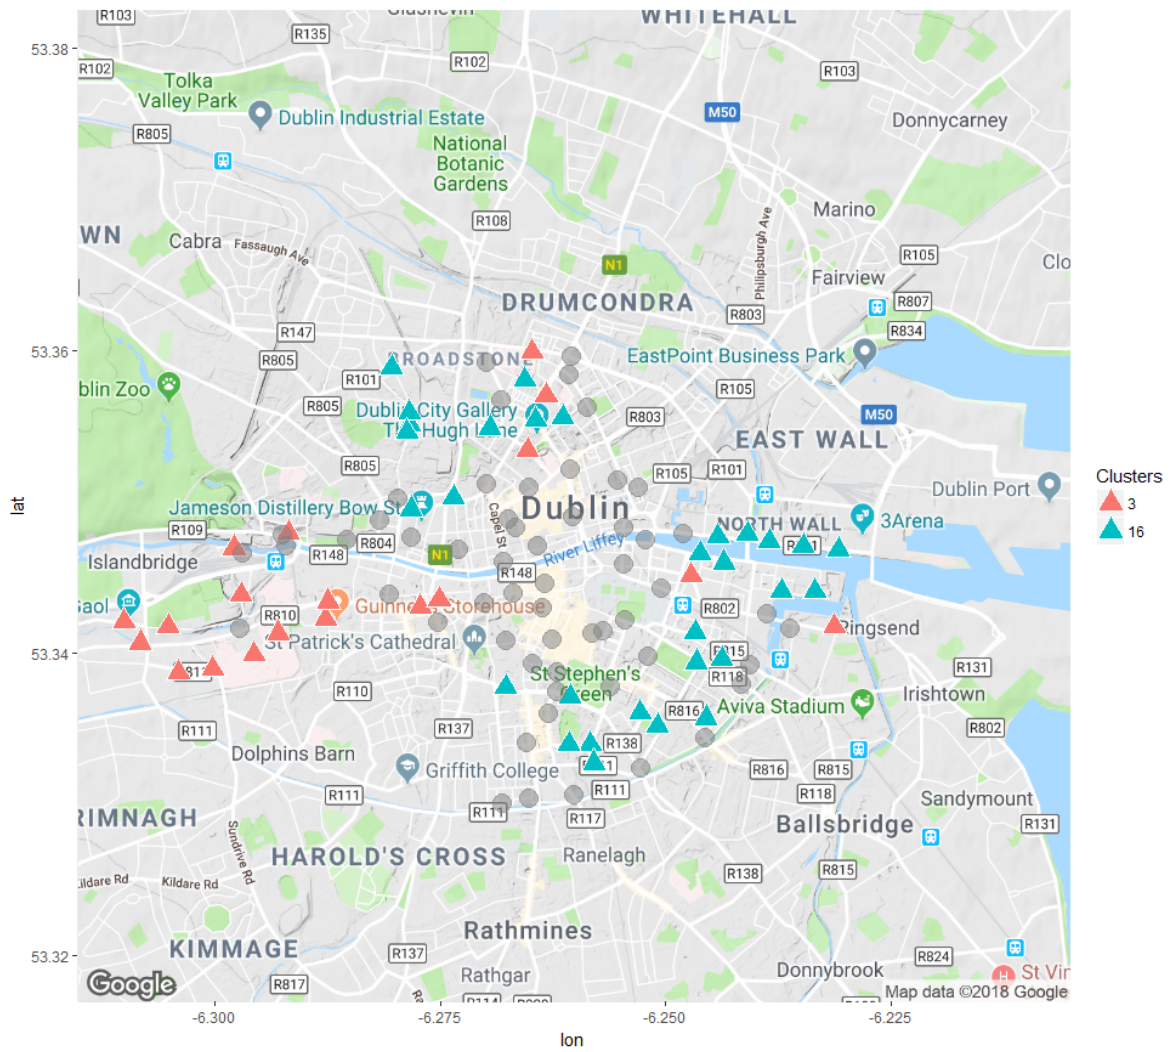 R103
Glasnevin
WHITEHALL
53.38
R135
R102
R102
R103
Tolka
Valley Park
M50
Dublin Industrial Estate
Donnycarney
R805
National
Botanic
Gardens
R108
Marino
WN
Cabra
Fassaugh Ave
Philipsburgh Ave
R105
Clo
N1
Fairview
DRUMCONDRA
R807
R803
R834
R147
53.36
BROADSTONE
EastPoint Business Park
R805
R101
blin Zoo
R105
R805
Dublin City Gallery
The Hugh Lane
R803
M50
EAST WALL
R805
R105
R101
Clusters
3
16
lat
Jameson Distillery Bow St
Capel St
Dublin
Dublin Port
NORTH WALL
3Arena
R109
R804
R148
N1
River Liffey
Islandbridge
R148
Gaol
R810
Guinness Storehouse
R802
St Patrick's Cathedral
Ringsend
53.34
R815
R131
R811
St Stephen's
Green
R118
Irishtown
R110
R816
Aviva Stadium
R111
R137
R138
R802
Dolphins Barn
Griffith College
R816
R815
R111
R111
R111
R118
Sandymount
RIMNAGH
R117
R131
Ballsbridge
Sundrive Rd
HAROLD'S CROSS
Ranelagh
R138
R815
ildare Rd
Kildare Rd
Rathmines
KIMMAGE
R137
R824
53.32
Rathgar
Donnybrook
St Vin
Google
R817
R114
Map data ©2018 Google
-6.300
-6.275
-6.250
-6.225
lon